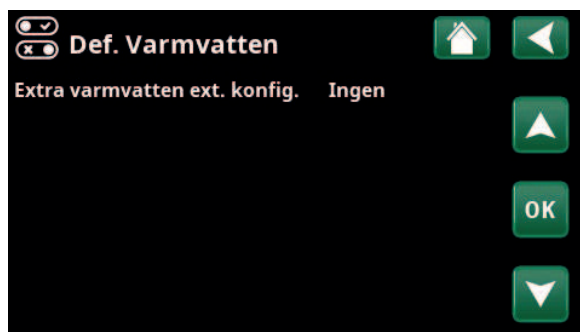 Def. Varmvatten
Extra varmvatten ext. konfig. Ingen
OK